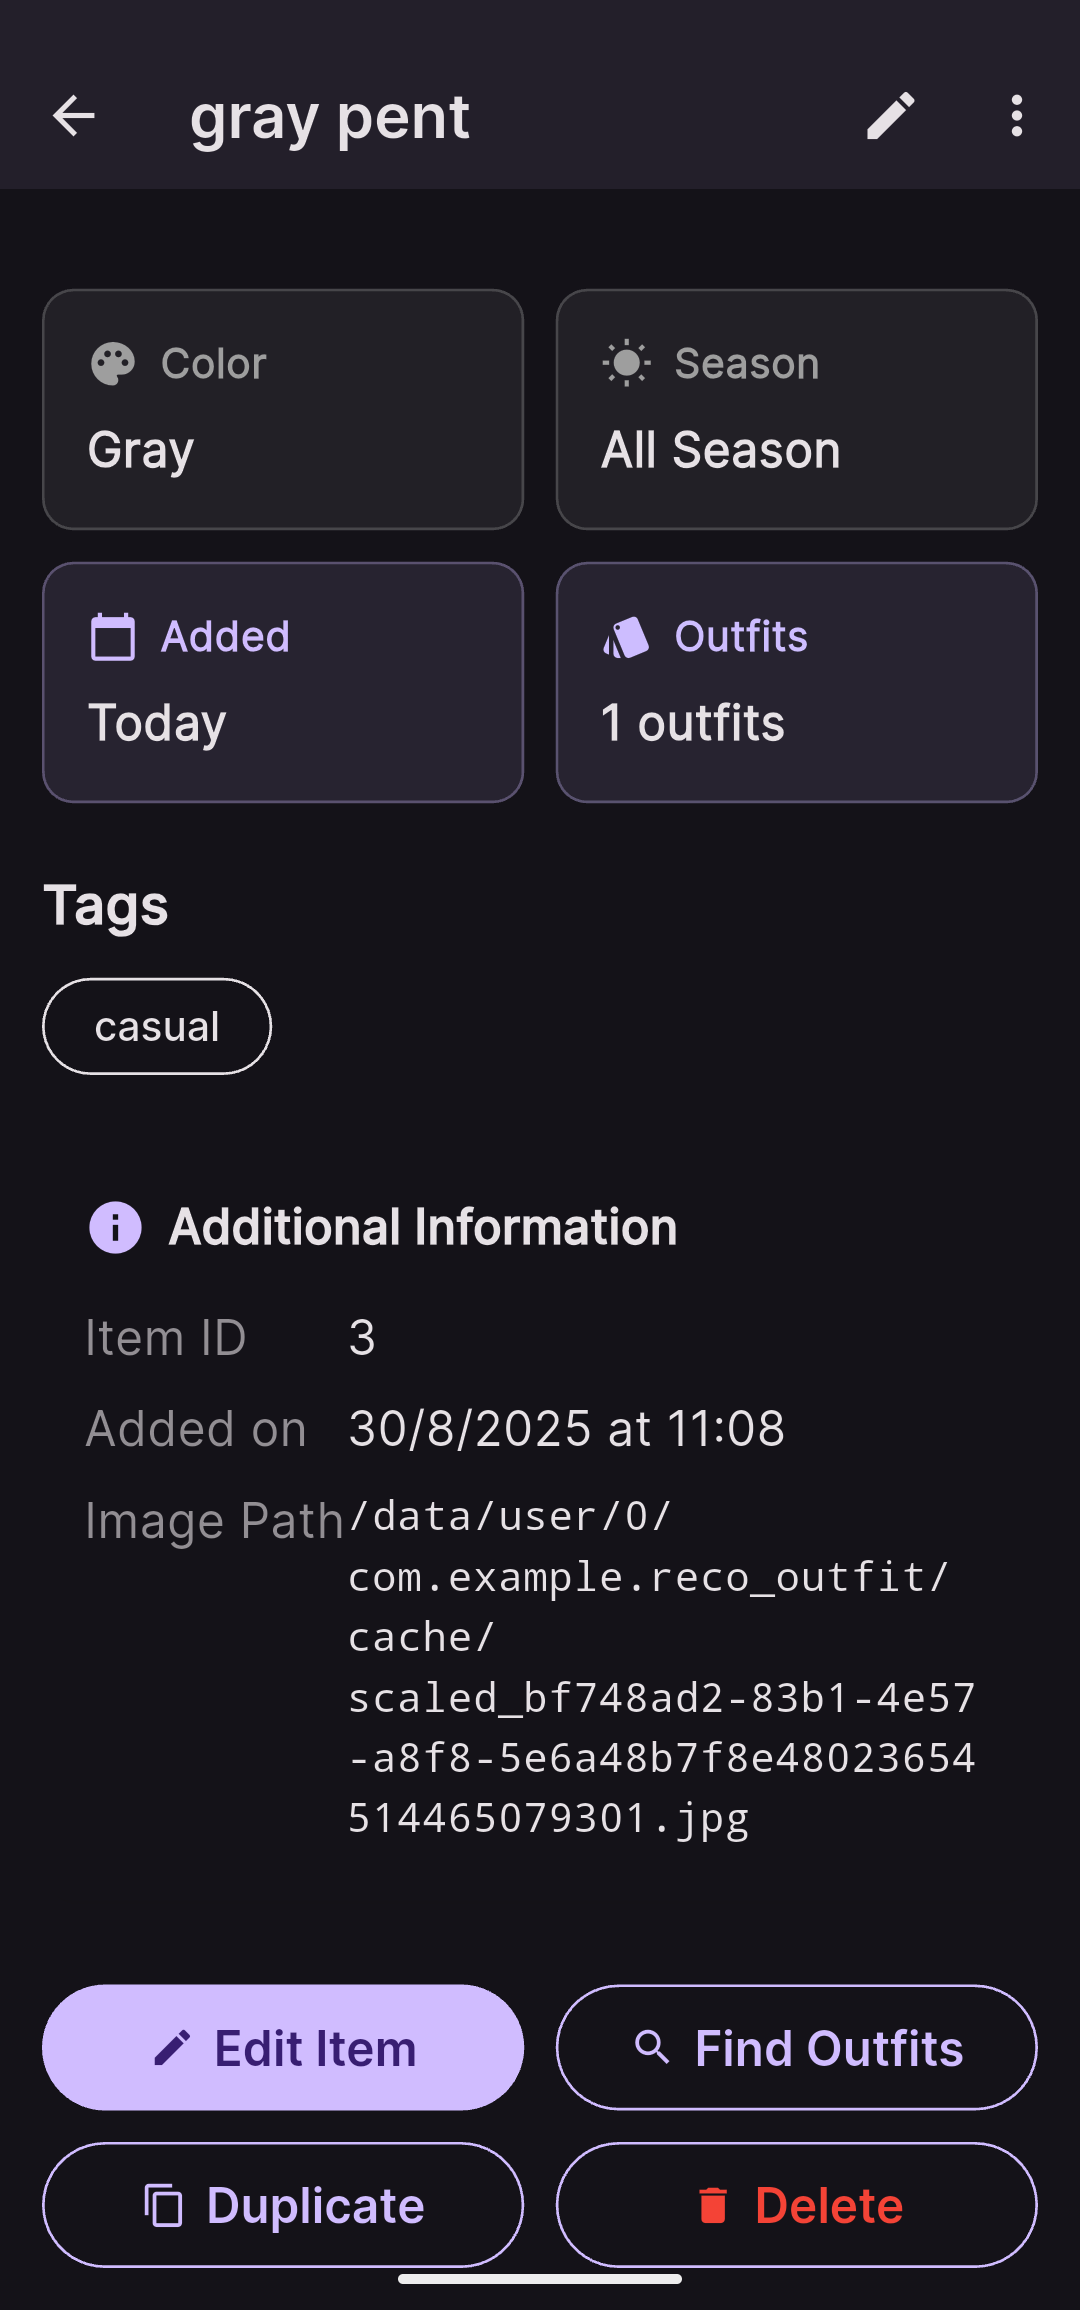 gray pent
Color
Gray
Season
All Season
Added
Today
Outfits
1 outfits
Tags
casual
Additional Information
Item ID 3
Added on 30/8/2025 at 11:08
Image Path /data/user/0/
com.example.reco_outfit/
cache/
scaled_bf748ad2-83b1-4e57
-a8f8-5e6a48b7f8e48023654
514465079301.jpg
Edit Item
Find Outfits
Duplicate
Delete